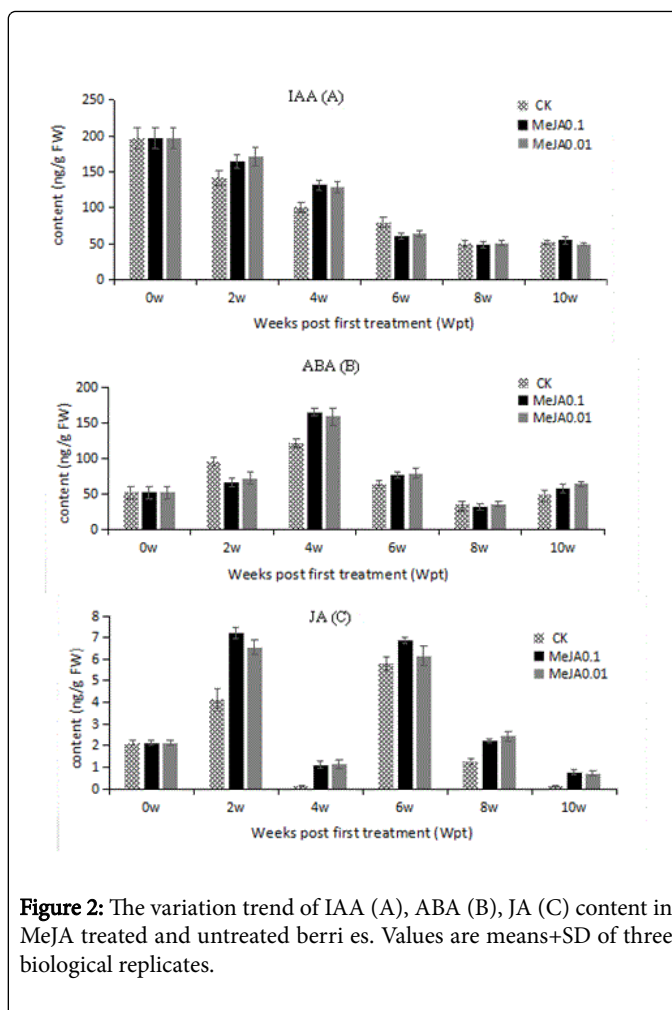 IAA (A)
250
200
150
100
50
0
content (ng/g FW)
CK
MeJA0.1
MeJA0.01
0w 2w 4w 6w 8w 10w
Weeks post first treatment (Wpt)
ABA (B)
200
150
100
50
0
content (ng/g FW)
CK
MeJA0.1
MeJA0.01
0w 2w 4w 6w 8w 10w
Weeks post first treatment (Wpt)
JA (C)
8
7
6
5
4
3
2
1
0
content (ng/g FW)
CK
MeJA0.1
MeJA0.01
0w 2w 4w 6w 8w 10w
Weeks post first treatment (Wpt)
Figure 2: The variation trend of IAA (A), ABA (B), JA (C) content in
MeJA treated and untreated berri es. Values are means+SD of three
biological replicates.